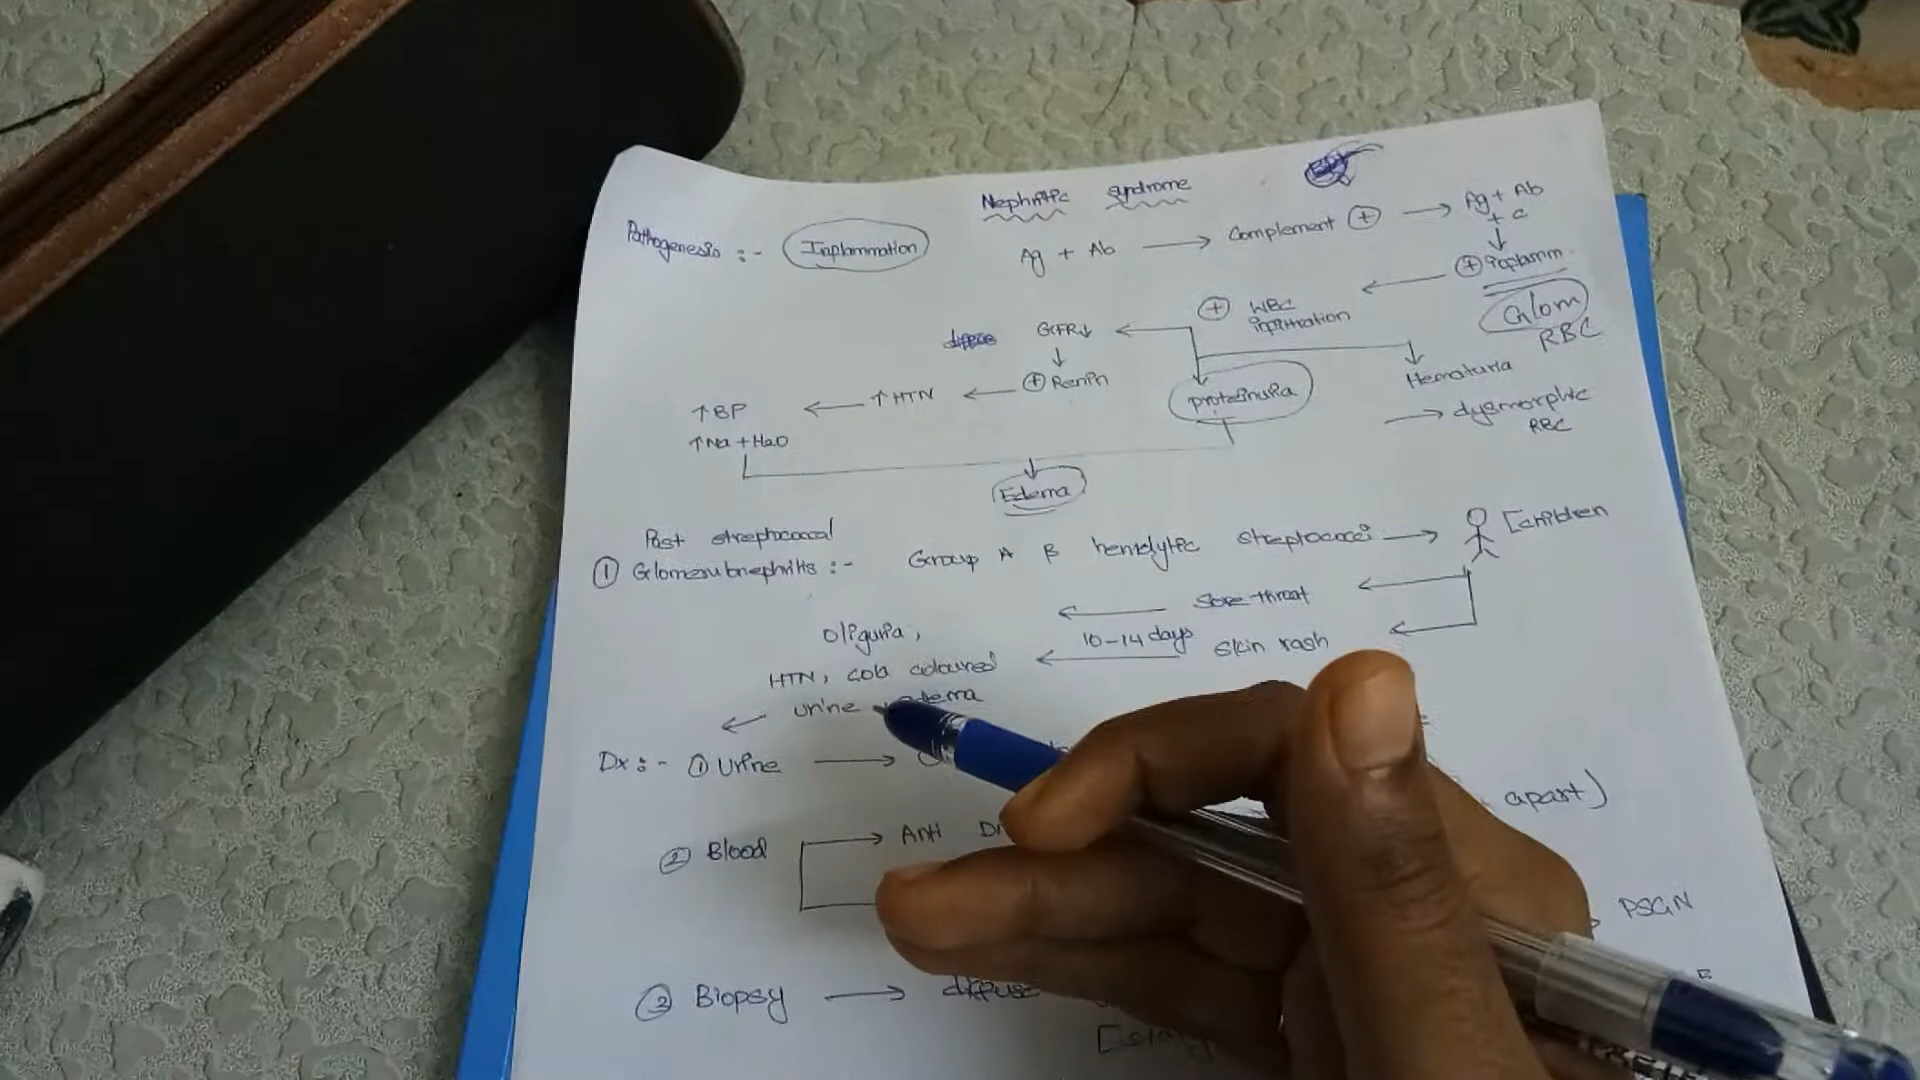 Nephritic syndrome
Pathogenesis :- Inflammation
Ag + Ab → Complement ⊕ → Ag + Ab
+ C
↓
⊕ inflamm.
Glom
RBC
⊕ WBC
infiltration
GFR↓
↓
⊕ Renin
proteinuria
Hematuria
→ dysmorphic
RBC
↑BP ← ↑HTN ←
↑Na + H2O
Edema
Post streptococcal
① Glomerulonephritis :- Group A β hemolytic streptococci → [children
Sore throat
10-14 days
skin rash
Oliguria,
HTN, cola coloured
urine edema
Dx :- ① Urine →
apart)
② Blood
→ Anti
PSGN
③ Biopsy → diffuse